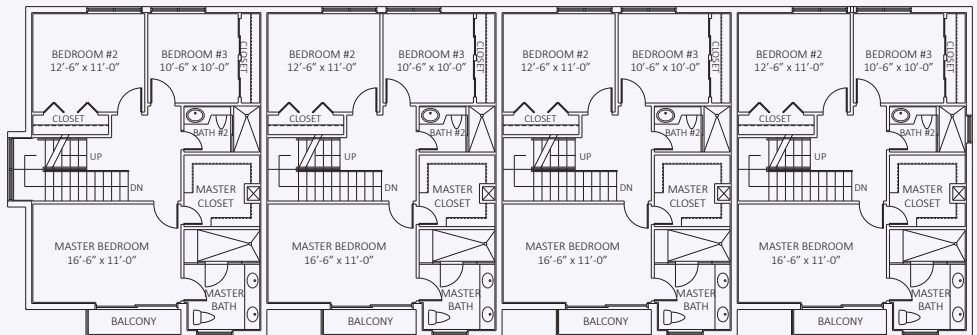 BEDROOM #2
12'-6" x 11'-0"
BEDROOM #3
10'-6" x 10'-0"
CLOSET
CLOSET
BATH #2
UP
DN
MASTER
CLOSET
MASTER BEDROOM
16'-6" x 11'-0"
MASTER
BATH
BALCONY
BEDROOM #2
12'-6" x 11'-0"
BEDROOM #3
10'-6" x 10'-0"
CLOSET
CLOSET
BATH #2
UP
DN
MASTER
CLOSET
MASTER BEDROOM
16'-6" x 11'-0"
MASTER
BATH
BALCONY
BEDROOM #2
12'-6" x 11'-0"
BEDROOM #3
10'-6" x 10'-0"
CLOSET
CLOSET
BATH #2
UP
DN
MASTER
CLOSET
MASTER BEDROOM
16'-6" x 11'-0"
MASTER
BATH
BALCONY
BEDROOM #2
12'-6" x 11'-0"
BEDROOM #3
10'-6" x 10'-0"
CLOSET
CLOSET
BATH #2
UP
DN
MASTER
CLOSET
MASTER BEDROOM
16'-6" x 11'-0"
MASTER
BATH
BALCONY